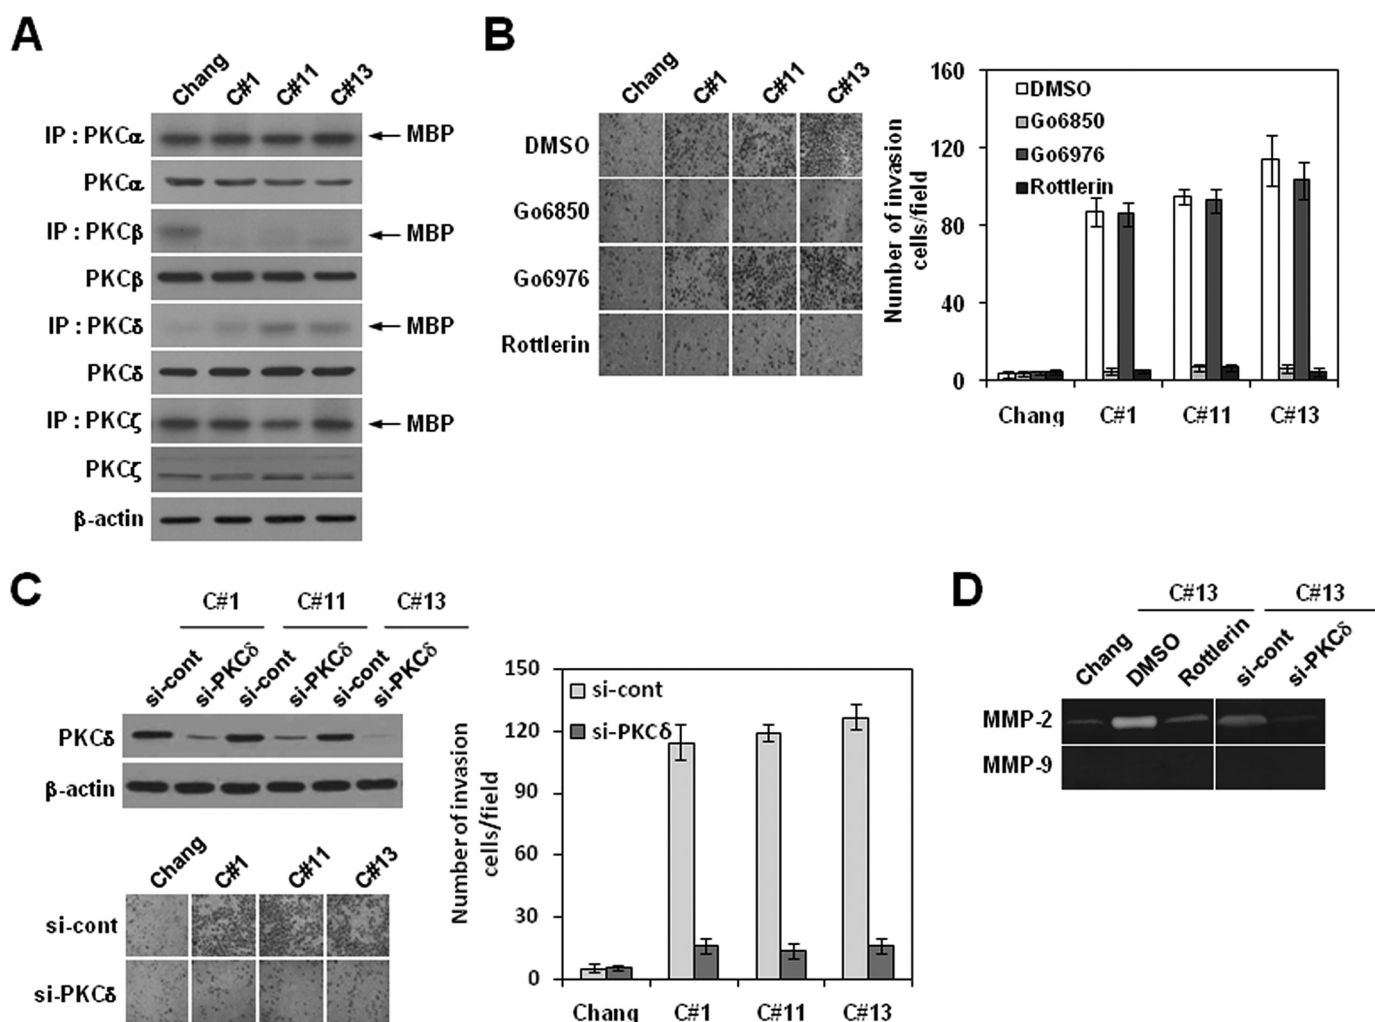 A
Chang C#1 C#11 C#13
IP : PKCα ← MBP
PKCα
IP : PKCβ ← MBP
PKCβ
IP : PKCδ ← MBP
PKCδ
IP : PKCζ ← MBP
PKCζ
β-actin
B
Chang C#1 C#11 C#13
DMSO
Go6850
Go6976
Rottlerin
Number of invasion
cells/field
160
120
80
40
0
DMSO
Go6850
Go6976
Rottlerin
Chang C#1 C#11 C#13
C
C#1 C#11 C#13
si-cont si-PKCδ si-cont si-PKCδ si-cont si-PKCδ
PKCδ
β-actin
Chang C#1 C#11 C#13
si-cont
si-PKCδ
Number of invasion
cells/field
150
120
90
60
30
0
si-cont
si-PKCδ
Chang C#1 C#11 C#13
D
C#13 C#13
Chang DMSO Rottlerin si-cont si-PKCδ
MMP-2
MMP-9